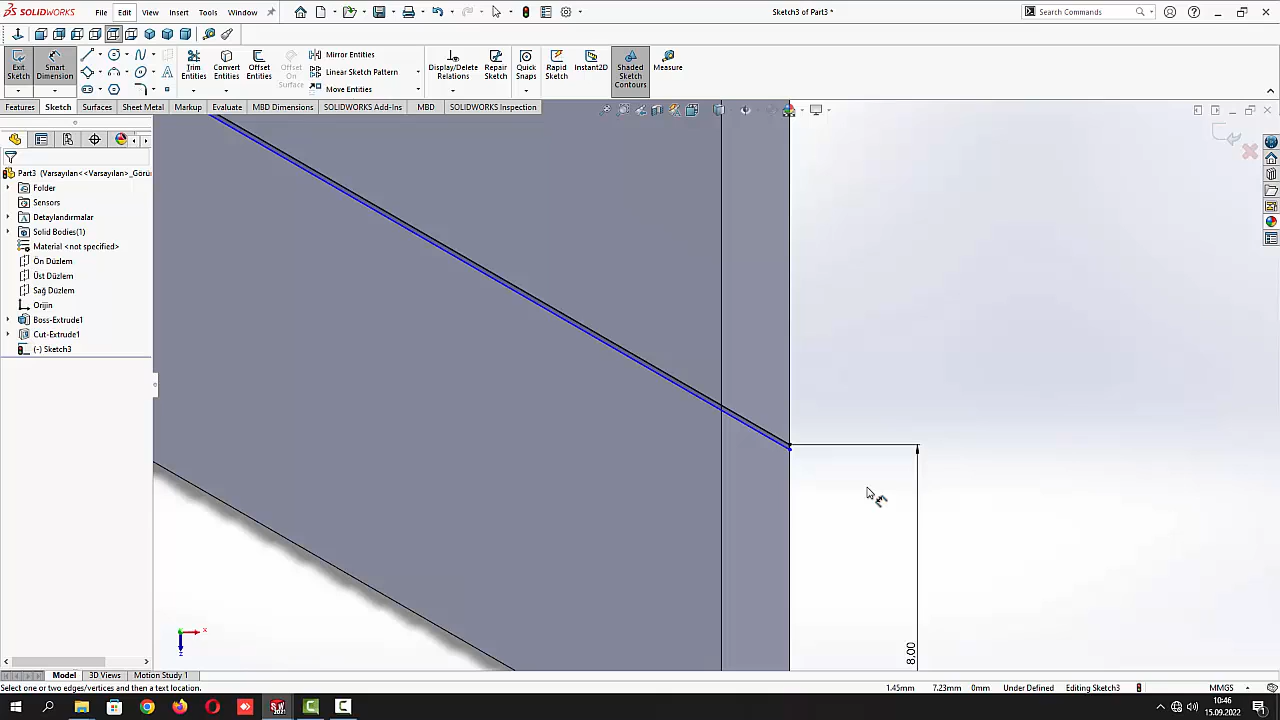 SOLIDWORKS File Edit View Insert Tools Window Sketch3 of Part3 * Search Commands
Exit Sketch Smart Dimension Trim Entities Convert Entities Offset Entities Offset On Surface Mirror Entities Linear Sketch Pattern Move Entities Display/Delete Relations Repair Sketch Quick Snaps Rapid Sketch Instant2D Shaded Sketch Contours Measure
Features Sketch Surfaces Sheet Metal Markup Evaluate MBD Dimensions SOLIDWORKS Add-Ins MBD SOLIDWORKS Inspection
Part3 (Varsayılan<<Varsayılan>_Görü
Folder
Sensors
Detaylandırmalar
Solid Bodies(1)
Material <not specified>
Ön Düzlem
Üst Düzlem
Sağ Düzlem
Orijin
Boss-Extrude1
Cut-Extrude1
(-) Sketch3
x
z
8.00
Model 3D Views Motion Study 1
Select one or two edges/vertices and then a text location. 1.45mm 7.23mm 0mm Under Defined Editing Sketch3 MMGS
10:46
15.09.2022